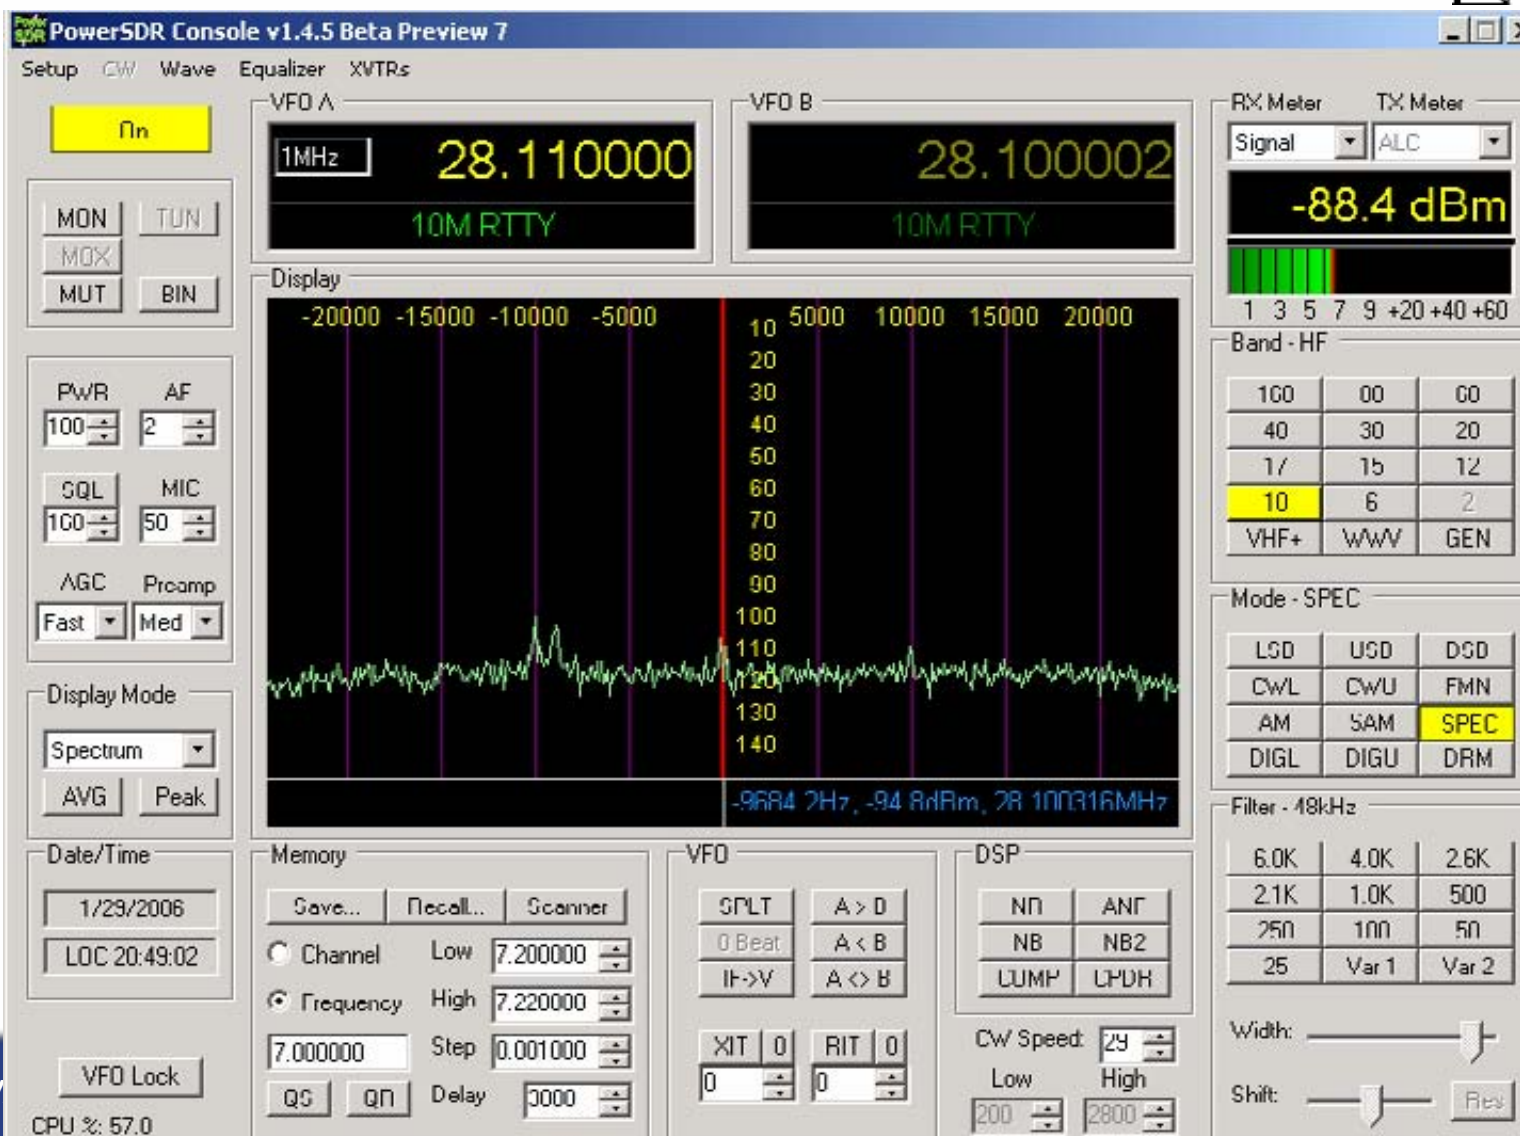 PowerSDR Console v1.4.5 Beta Preview 7
Setup CW Wave Equalizer XVTRs
On
MON TUN
MOX
MUT BIN
PWR AF
100 2
SQL MIC
50
AGC Preamp
Fast Med
Display Mode
Spectrum
AVG Peak
Date/Time
1/29/2006
LOC 20:49:02
VFO Lock
CPU %: 57.0
VFO A
1MHz 28.110000
10M RTTY
VFO B
28.100002
10M RTTY
Display
-20000 -15000 -10000 -5000 5000 10000 15000 20000
10
20
30
40
50
60
70
80
90
100
110
120
130
140
-9684.2Hz, -94.8dBm, 28.100316MHz
Memory
Save... Recall... Scanner
Channel Low 7.200000
Frequency High 7.220000
7.000000 Step 0.001000
QS QR Delay
VFO
SPLT A > B
0 Beat A < B
IF->V A <> B
XIT 0 RIT 0
0 0
DSP
NR ANF
NB NB2
COMP CPDR
CW Speed: 29
Low High
200 2800
RX Meter TX Meter
Signal ALC
-88.4 dBm
1 3 5 7 9 +20 +40 +60
Band - HF
160 80 60
40 30 20
17 15 12
10 6 2
VHF+ WWV GEN
Mode - SPEC
LSB USB DSB
CWL CWU FMN
AM SAM SPEC
DIGL DIGU DRM
Filter - 48kHz
6.0K 4.0K 2.6K
2.1K 1.0K 500
250 100 50
25 Var 1 Var 2
Width:
Shift: